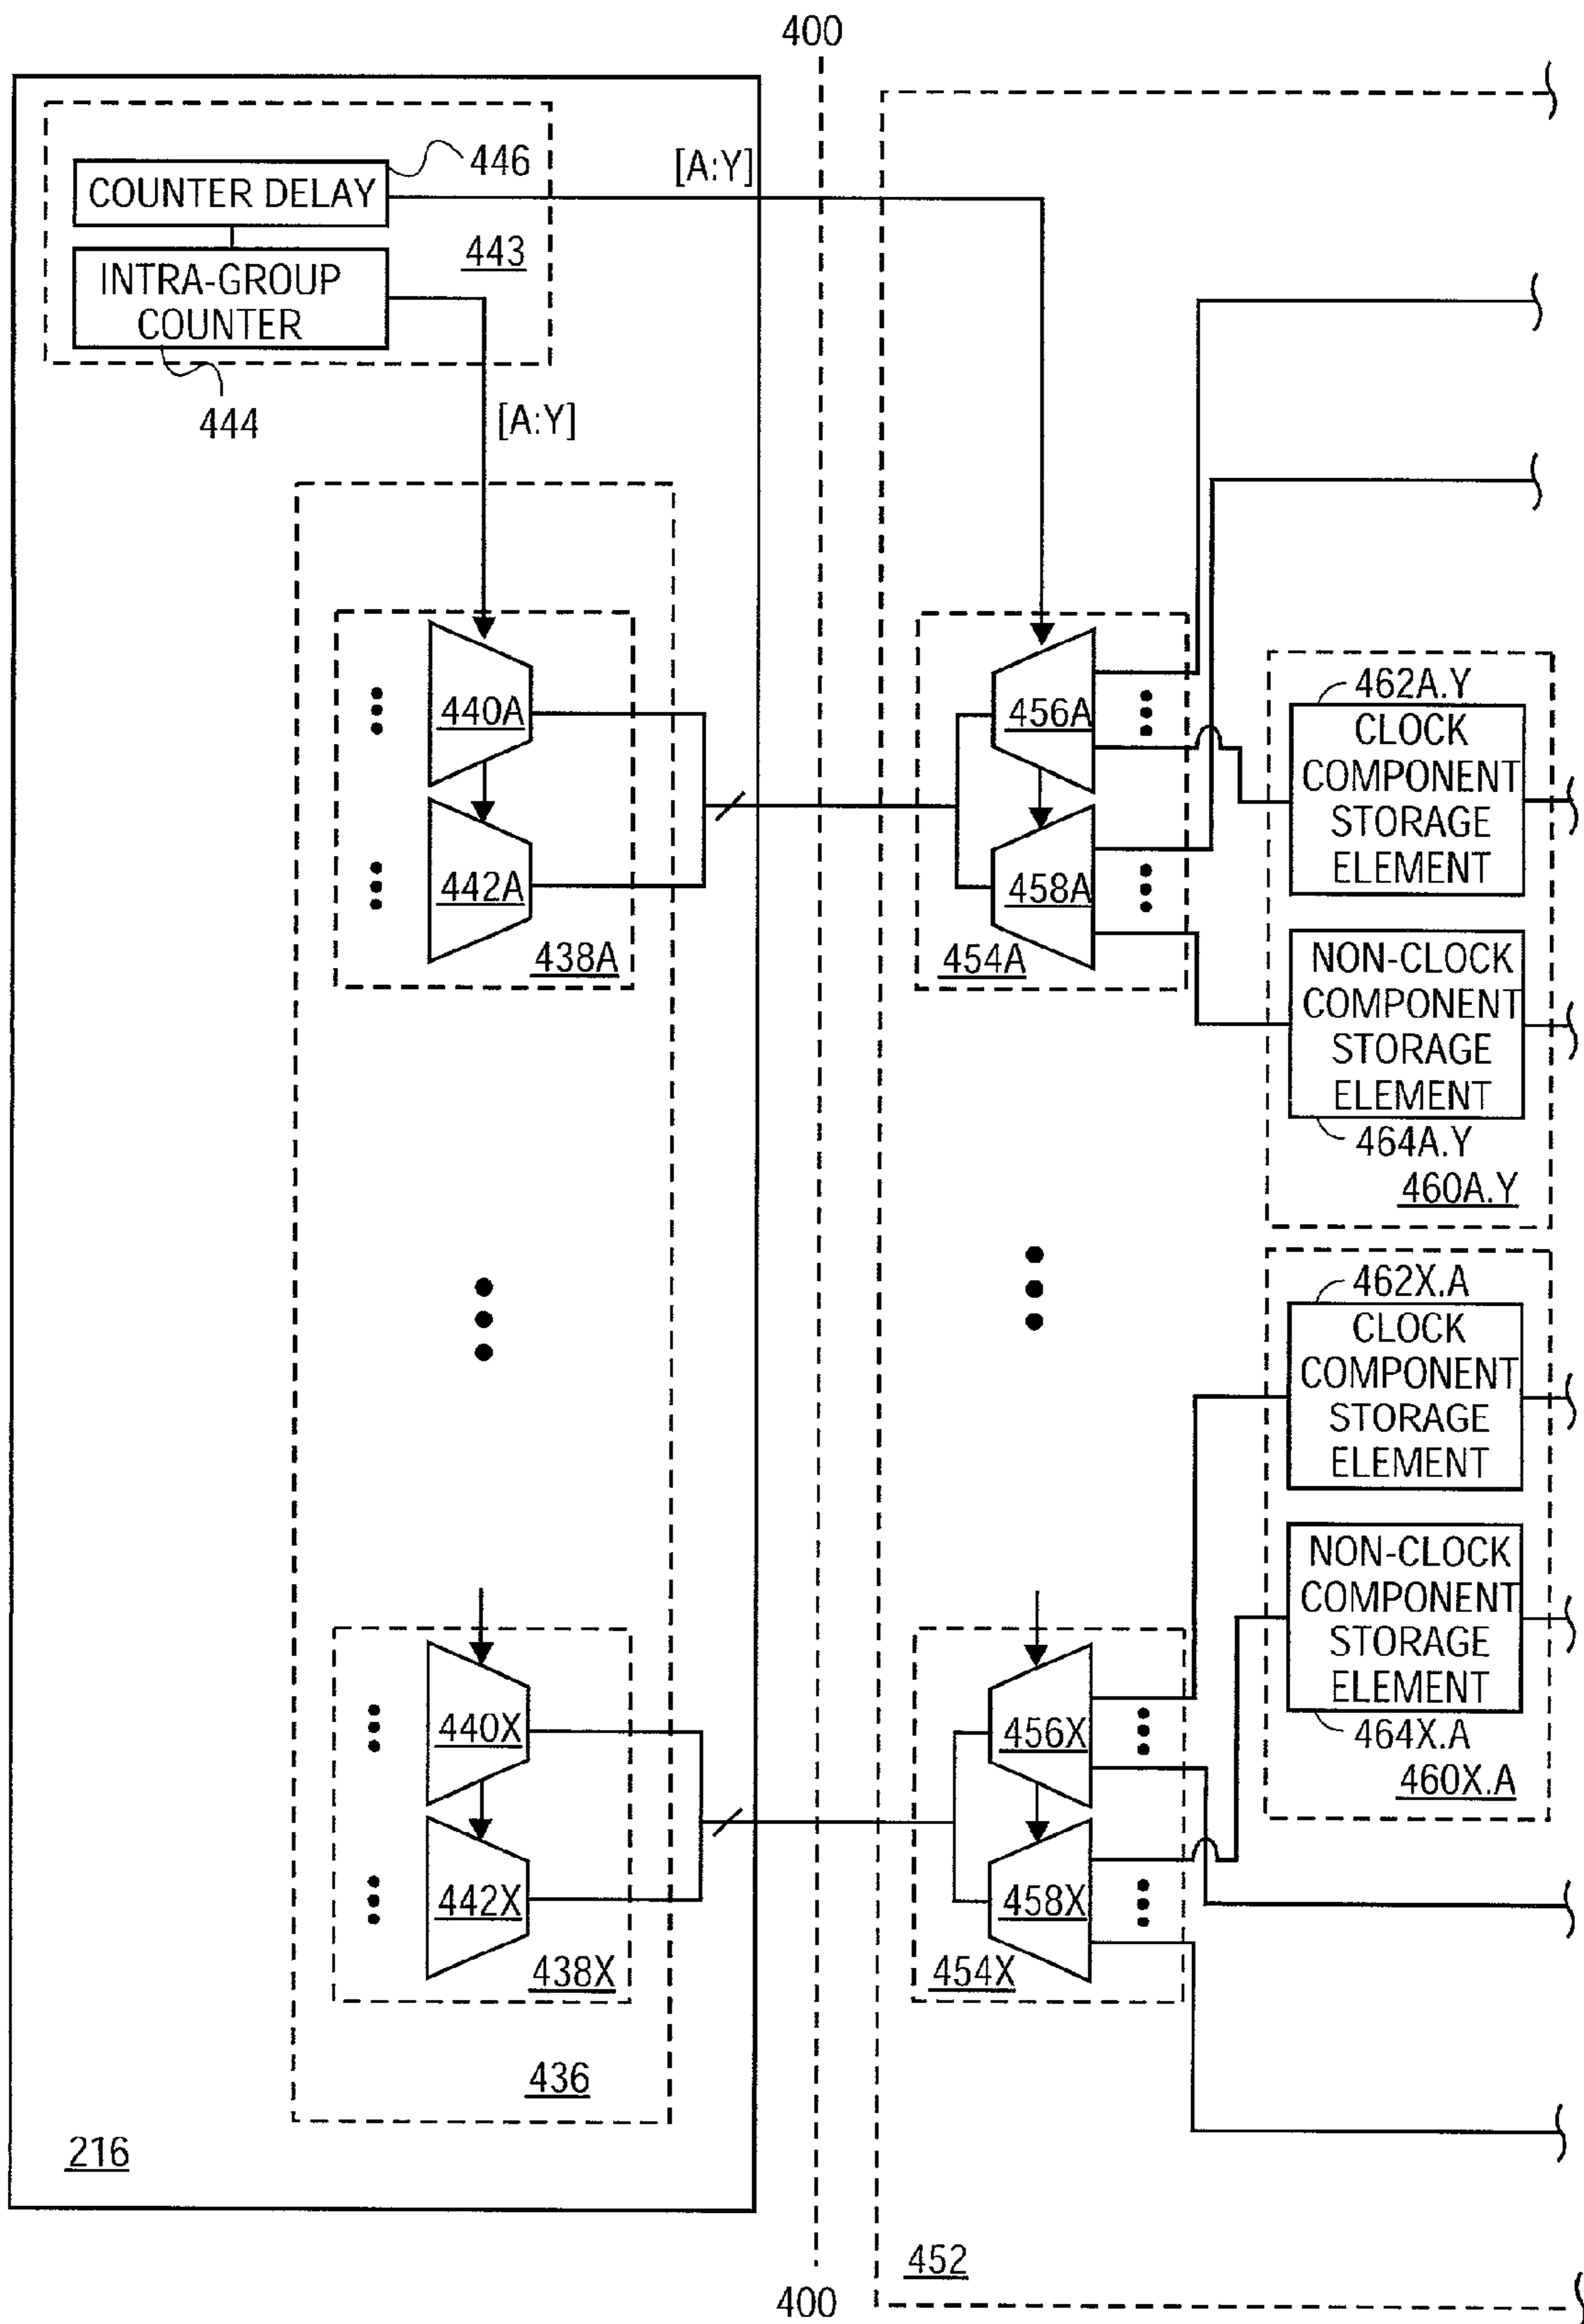 400
COUNTER DELAY
446
[A:Y]
443
INTRA-GROUP
COUNTER
444
[A:Y]
440A
442A
438A
456A
458A
454A
462A.Y
CLOCK
COMPONENT
STORAGE
ELEMENT
NON-CLOCK
COMPONENT
STORAGE
ELEMENT
464A.Y
460A.Y
462X.A
CLOCK
COMPONENT
STORAGE
ELEMENT
NON-CLOCK
COMPONENT
STORAGE
ELEMENT
464X.A
460X.A
440X
442X
438X
436
456X
458X
454X
216
452
400